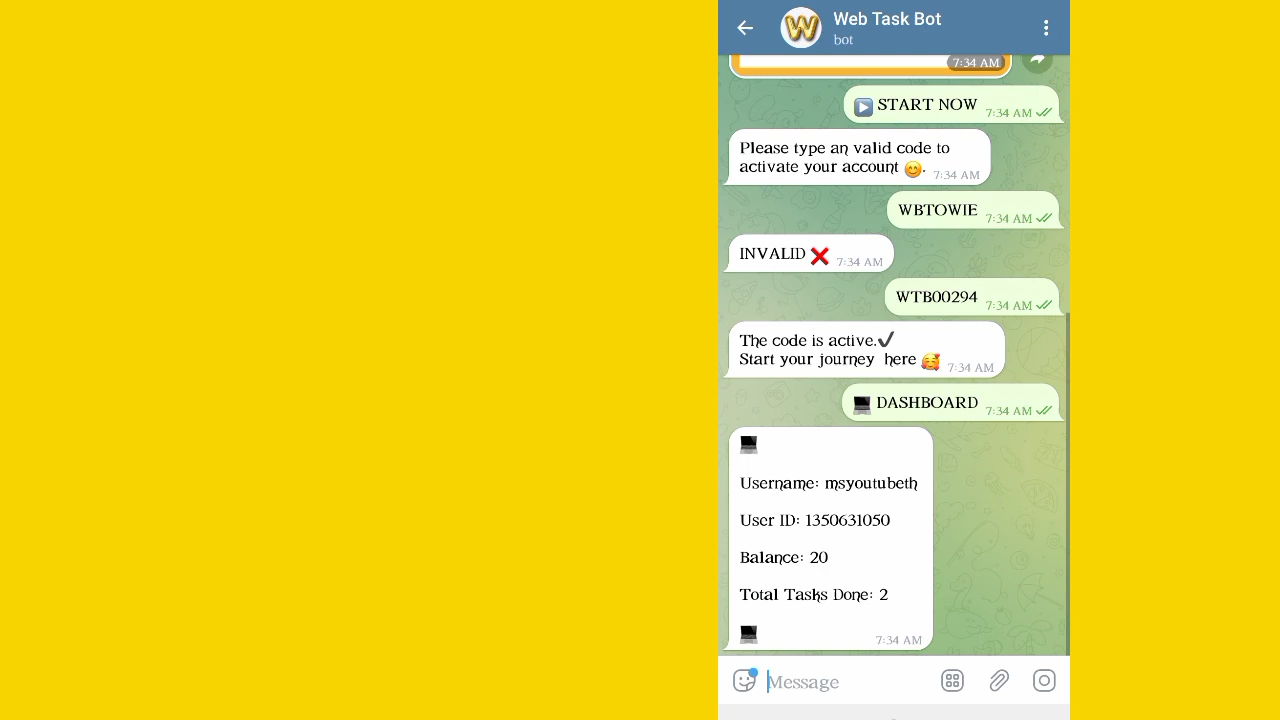 Web Task Bot
bot
7:34 AM
START NOW 7:34 AM
Please type an valid code to
activate your account 😊. 7:34 AM
WBTOWIE 7:34 AM
INVALID ❌ 7:34 AM
WTB00294 7:34 AM
The code is active.✔
Start your journey here 🥰 7:34 AM
💻 DASHBOARD 7:34 AM
Username: msyoutubeth
User ID: 1350631050
Balance: 20
Total Tasks Done: 2
7:34 AM
Message